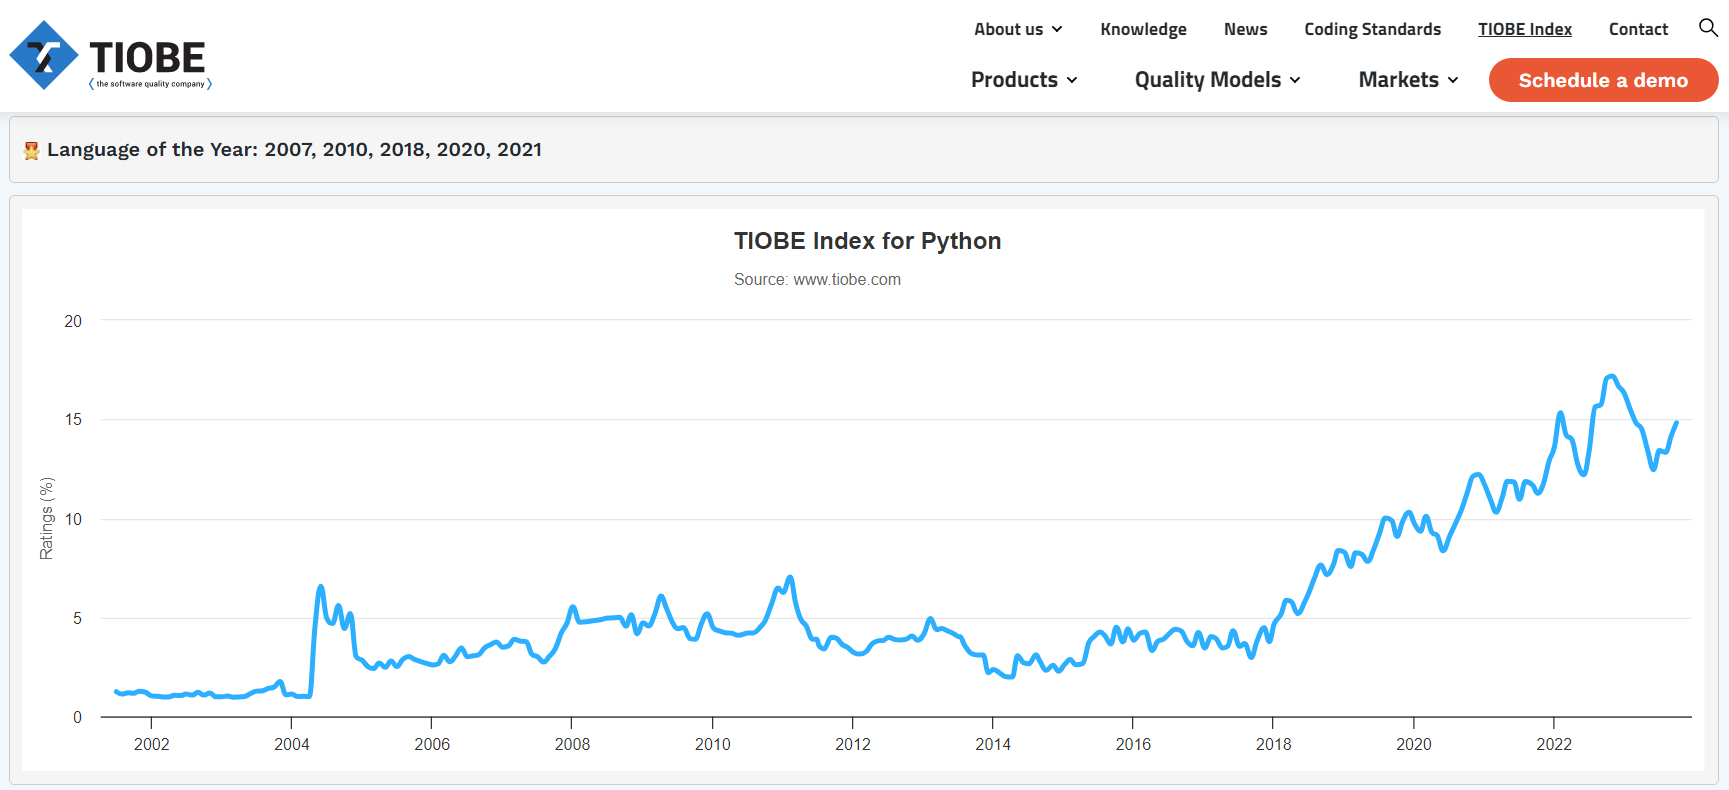 TIOBE
(the software quality company)
About us
Knowledge
News
Coding Standards
TIOBE Index
Contact
Products
Quality Models
Markets
Schedule a demo
Language of the Year: 2007, 2010, 2018, 2020, 2021
TIOBE Index for Python
Source: www.tiobe.com
Ratings (%)
20
15
10
5
0
2002
2004
2006
2008
2010
2012
2014
2016
2018
2020
2022